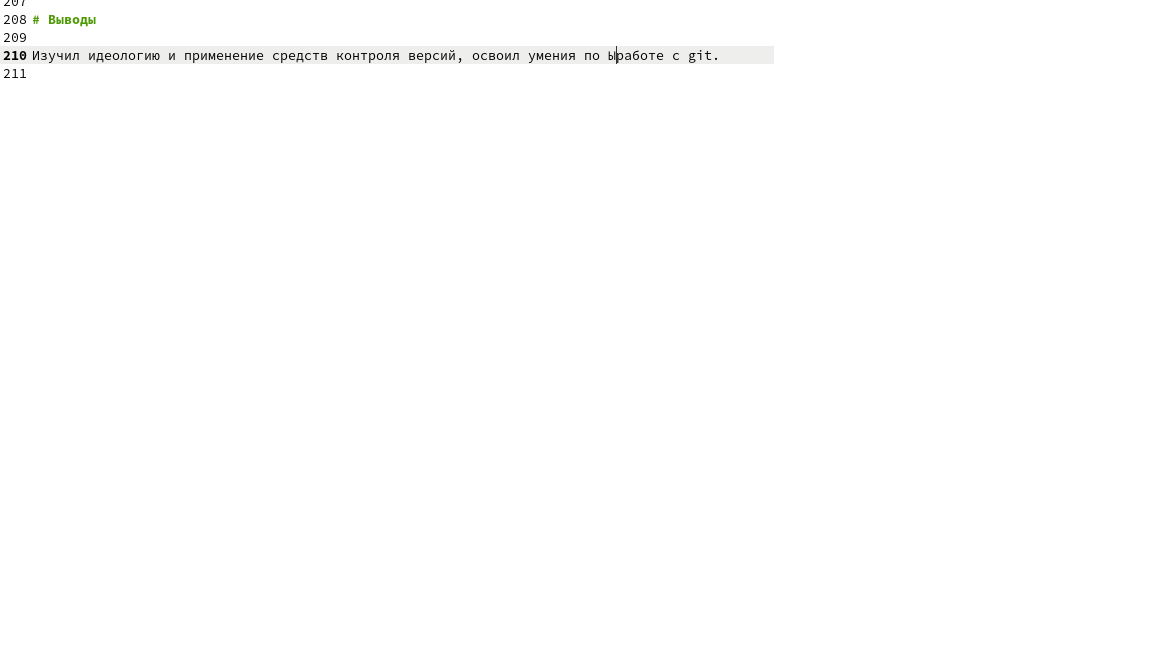 207
208 # Выводы
209
210 Изучил идеологию и применение средств контроля версий, освоил умения по Ыработе с git.
211